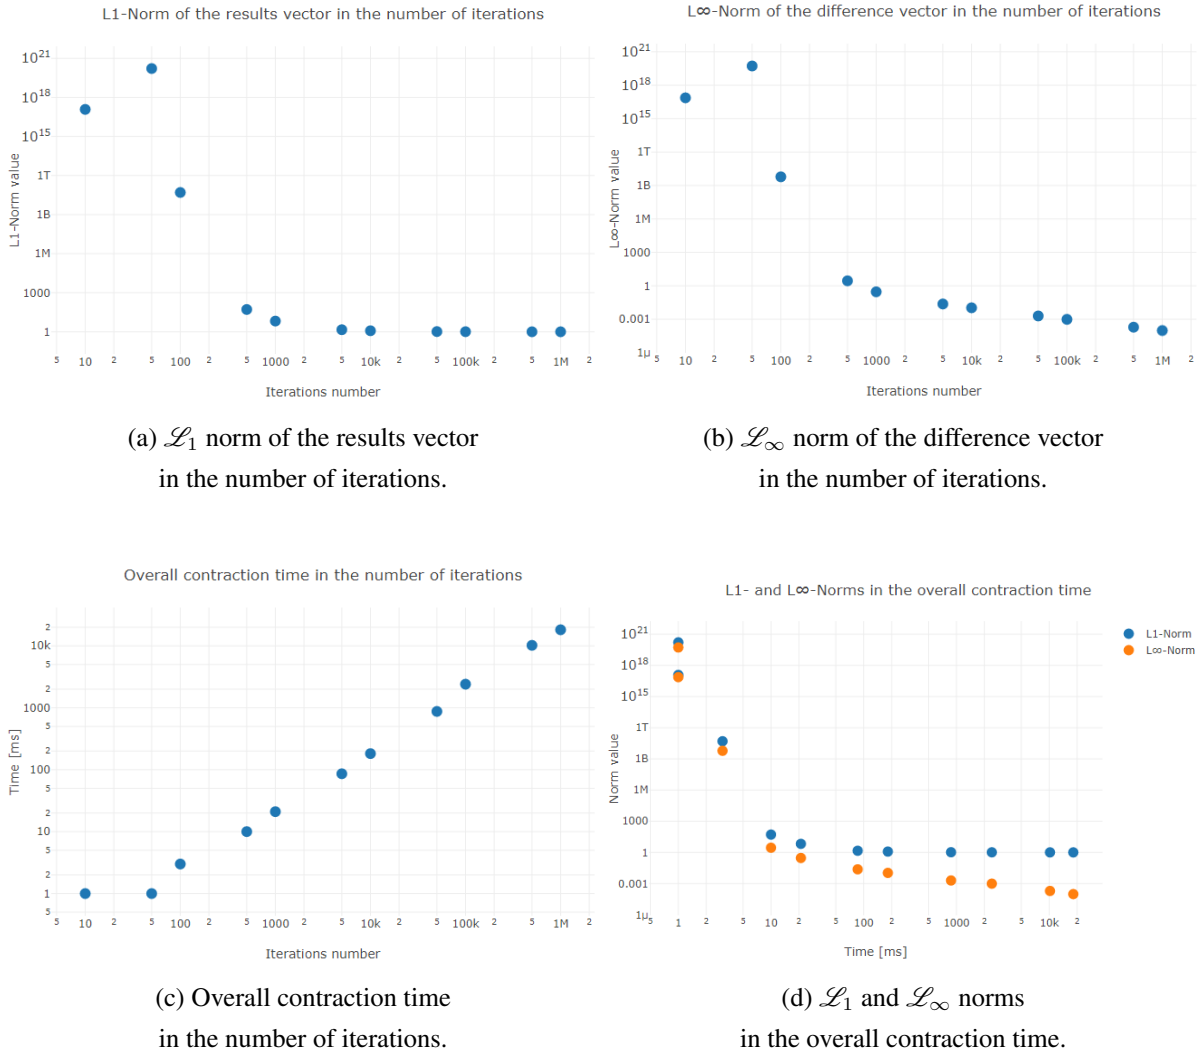 L1-Norm of the results vector in the number of iterations
10^21
10^18
10^15
1T
1B
1M
1000
1
L1-Norm value
5 10 2 5 100 2 5 1000 2 5 10k 2 5 100k 2 5 1M 2
Iterations number
(a) ℒ₁ norm of the results vector
in the number of iterations.
L∞-Norm of the difference vector in the number of iterations
10^21
10^18
10^15
1T
1B
1M
1000
1
0.001
1μ
L∞-Norm value
5 10 2 5 100 2 5 1000 2 5 10k 2 5 100k 2 5 1M 2
Iterations number
(b) ℒ∞ norm of the difference vector
in the number of iterations.
Overall contraction time in the number of iterations
2
10k
5
2
1000
5
2
100
5
2
10
5
2
1
5
Time [ms]
5 10 2 5 100 2 5 1000 2 5 10k 2 5 100k 2 5 1M 2
Iterations number
(c) Overall contraction time
in the number of iterations.
L1- and L∞-Norms in the overall contraction time
10^21
10^18
10^15
1T
1B
1M
1000
1
0.001
1μ
Norm value
5 1 2 5 10 2 5 100 2 5 1000 2 5 10k 2
Time [ms]
L1-Norm
L∞-Norm
(d) ℒ₁ and ℒ∞ norms
in the overall contraction time.